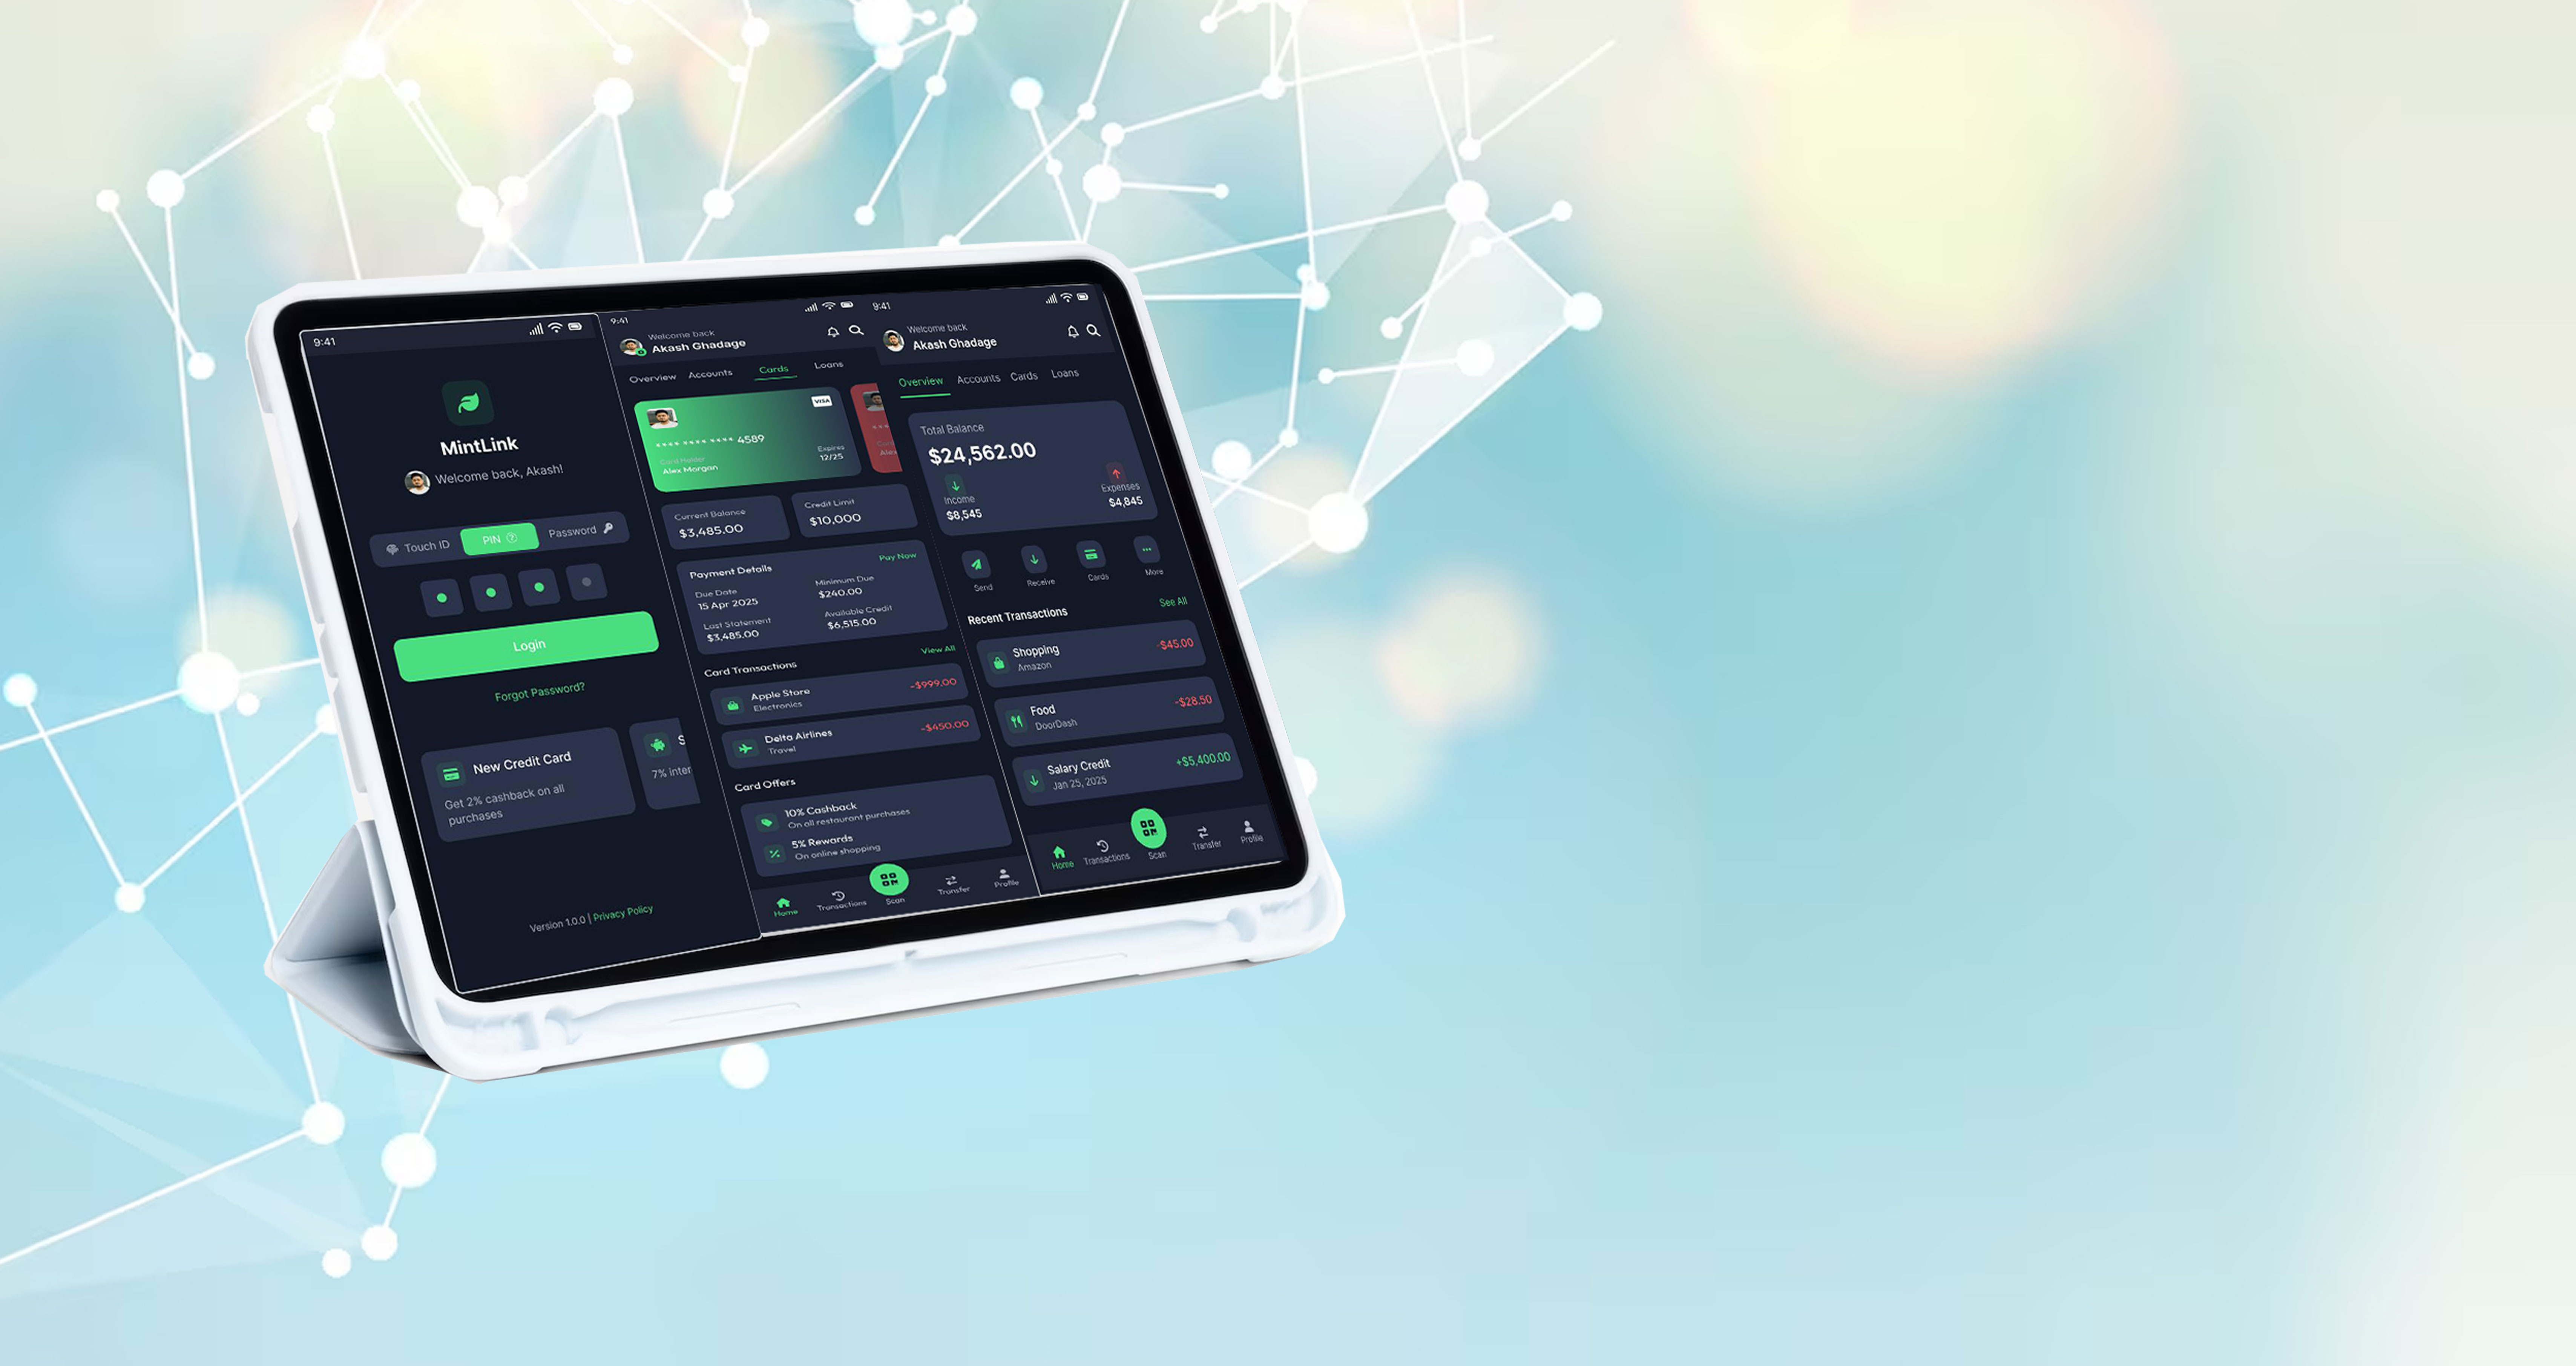 9:41
MintLink
Welcome back, Akash!
Touch ID
PIN
Password
Login
Forgot Password?
New Credit Card
Get 2% cashback on all
purchases
S
7% inter
Version 1.0.0 | Privacy Policy
9:41
Welcome back
Akash Ghadage
Overview Accounts Cards Loans
VISA
**** **** **** 4589
Card Holder
Alex Morgan
Expires
12/25
Current Balance
$3,485.00
Credit Limit
$10,000
Payment Details
Pay Now
Due Date
15 Apr 2025
Minimum Due
$240.00
Last Statement
$3,485.00
Available Credit
$6,515.00
Card Transactions
View All
Apple Store
Electronics
-$999.00
Delta Airlines
Travel
-$450.00
Card Offers
10% Cashback
On all restaurant purchases
5% Rewards
On online shopping
Home Transactions Scan Transfer Profile
9:41
Welcome back
Akash Ghadage
Overview Accounts Cards Loans
Total Balance
$24,562.00
Income
$8,545
Expenses
$4,845
Send Receive Cards More
Recent Transactions
See All
Shopping
Amazon
-$45.00
Food
DoorDash
-$28.50
Salary Credit
Jan 25, 2025
+$5,400.00
Home Transactions Scan Transfer Profile